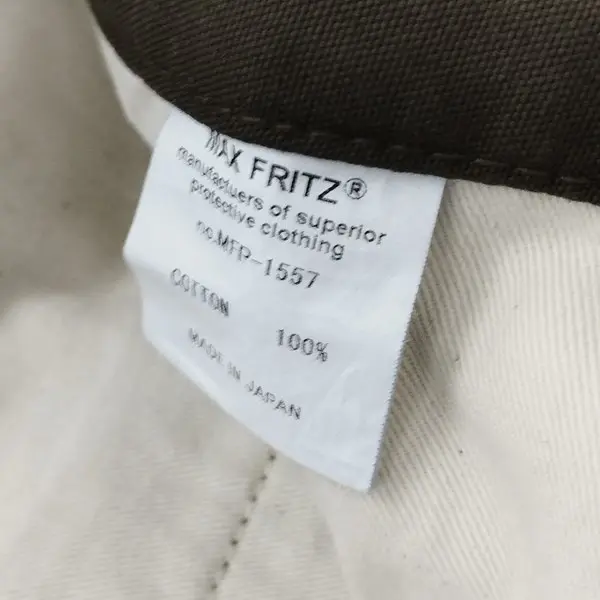 MAX FRITZ®
manufactuers of superior
protective clothing
no.MFP-1557
COTTON 100%
MADE IN JAPAN